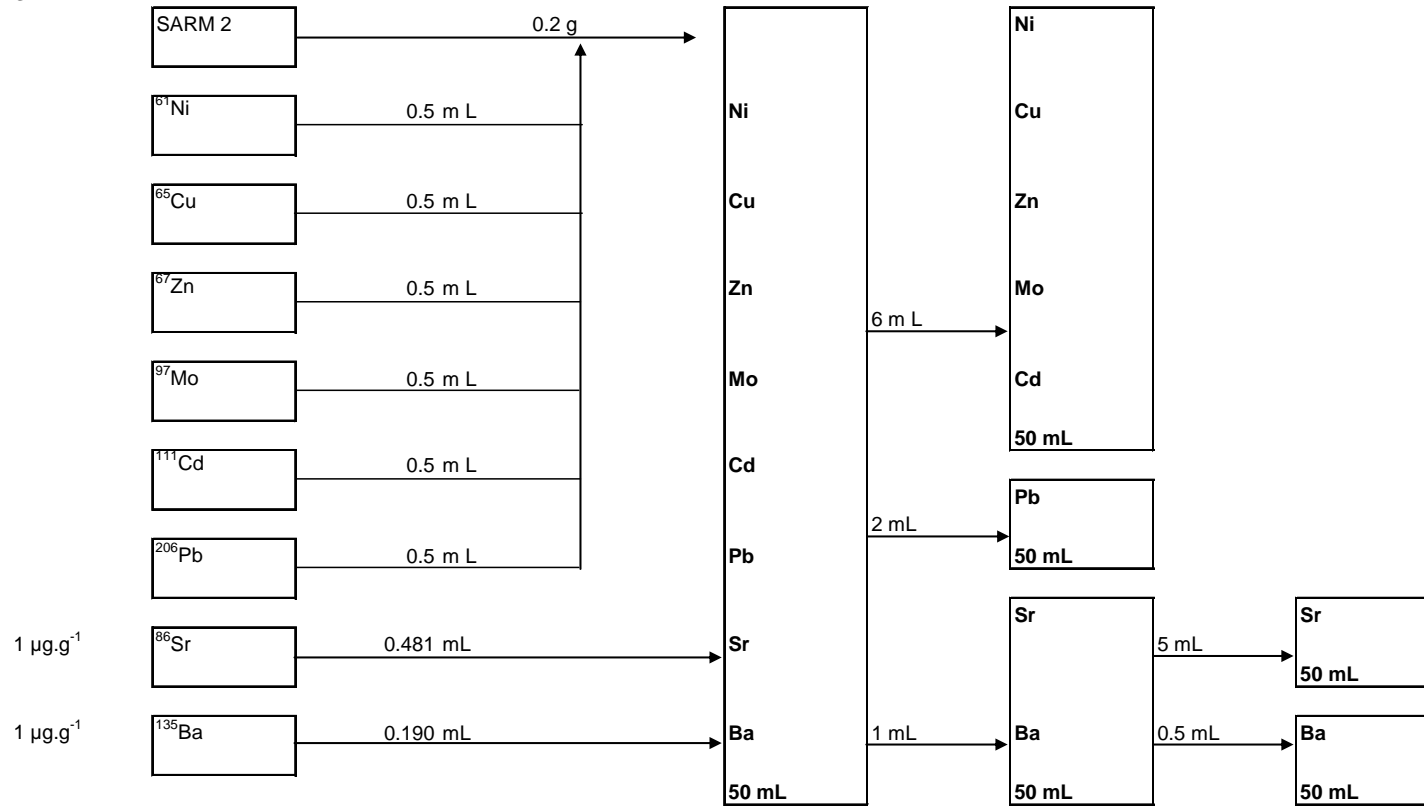 SARM 2 0.2 g Ni
⁶¹Ni 0.5 m L Ni Cu
⁶⁵Cu 0.5 m L Cu Zn
⁶⁷Zn 0.5 m L Zn Mo
6 m L
⁹⁷Mo 0.5 m L Mo Cd
50 mL
¹¹¹Cd 0.5 m L Cd
Pb
2 mL
²⁰⁶Pb 0.5 m L Pb 50 mL
Sr Sr
1 µg.g⁻¹ ⁸⁶Sr 0.481 mL Sr 5 mL
50 mL
1 µg.g⁻¹ ¹³⁵Ba 0.190 mL Ba 1 mL Ba 0.5 mL Ba
50 mL 50 mL 50 mL